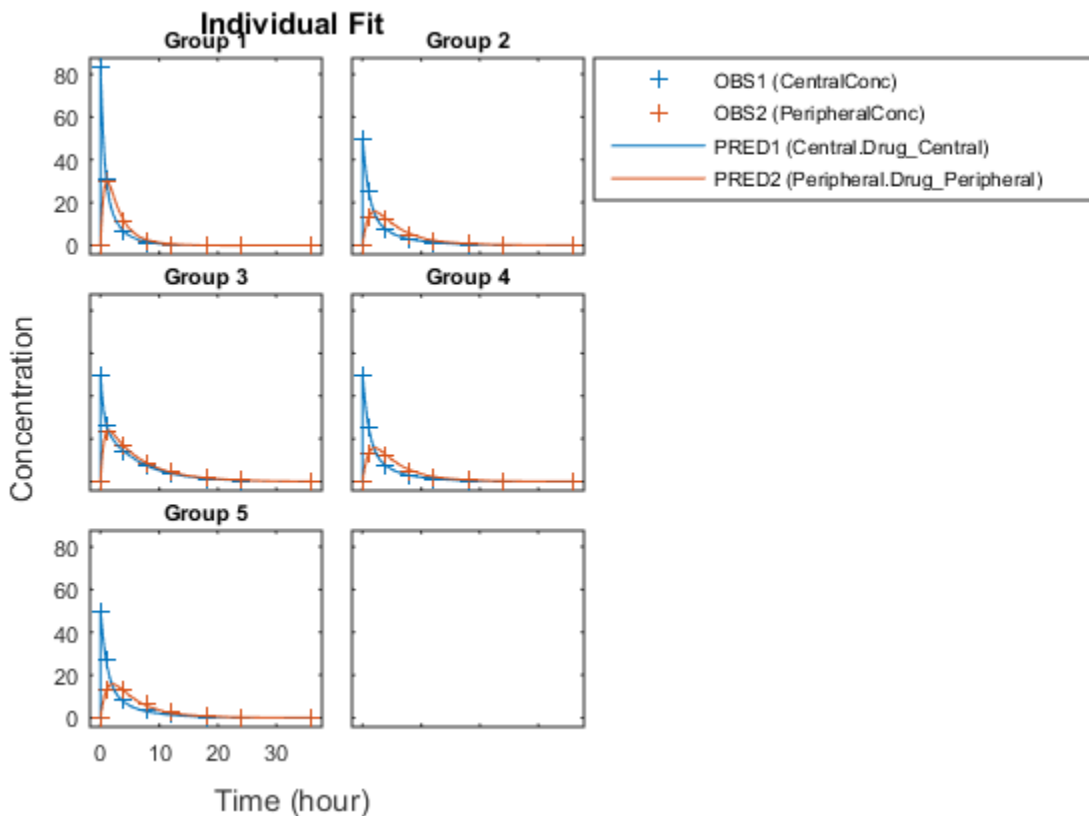 Individual Fit
Group 1
Group 2
80
60
40
20
0
OBS1 (CentralConc)
OBS2 (PeripheralConc)
PRED1 (Central.Drug_Central)
PRED2 (Peripheral.Drug_Peripheral)
Group 3
Group 4
Concentration
Group 5
80
60
40
20
0
0 10 20 30
Time (hour)